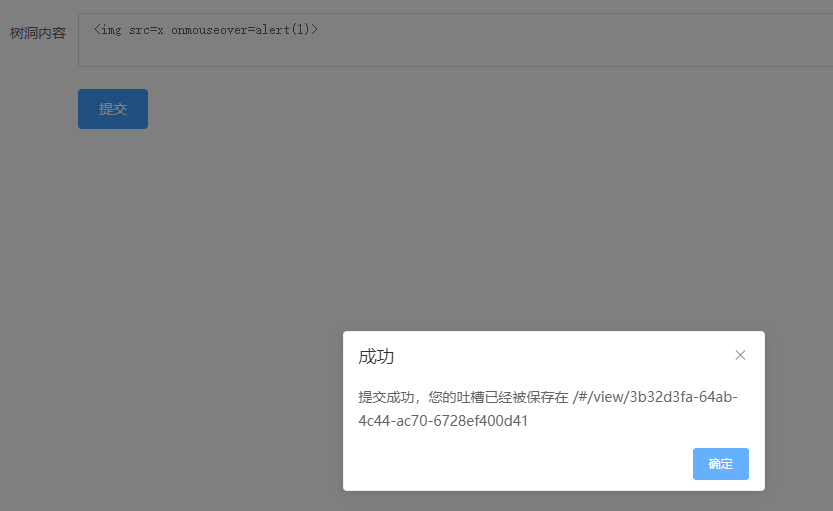 树洞内容 <img src=x onmouseover=alert(1)>
提交
成功
提交成功，您的吐槽已经被保存在 /#/view/3b32d3fa-64ab-
4c44-ac70-6728ef400d41
确定